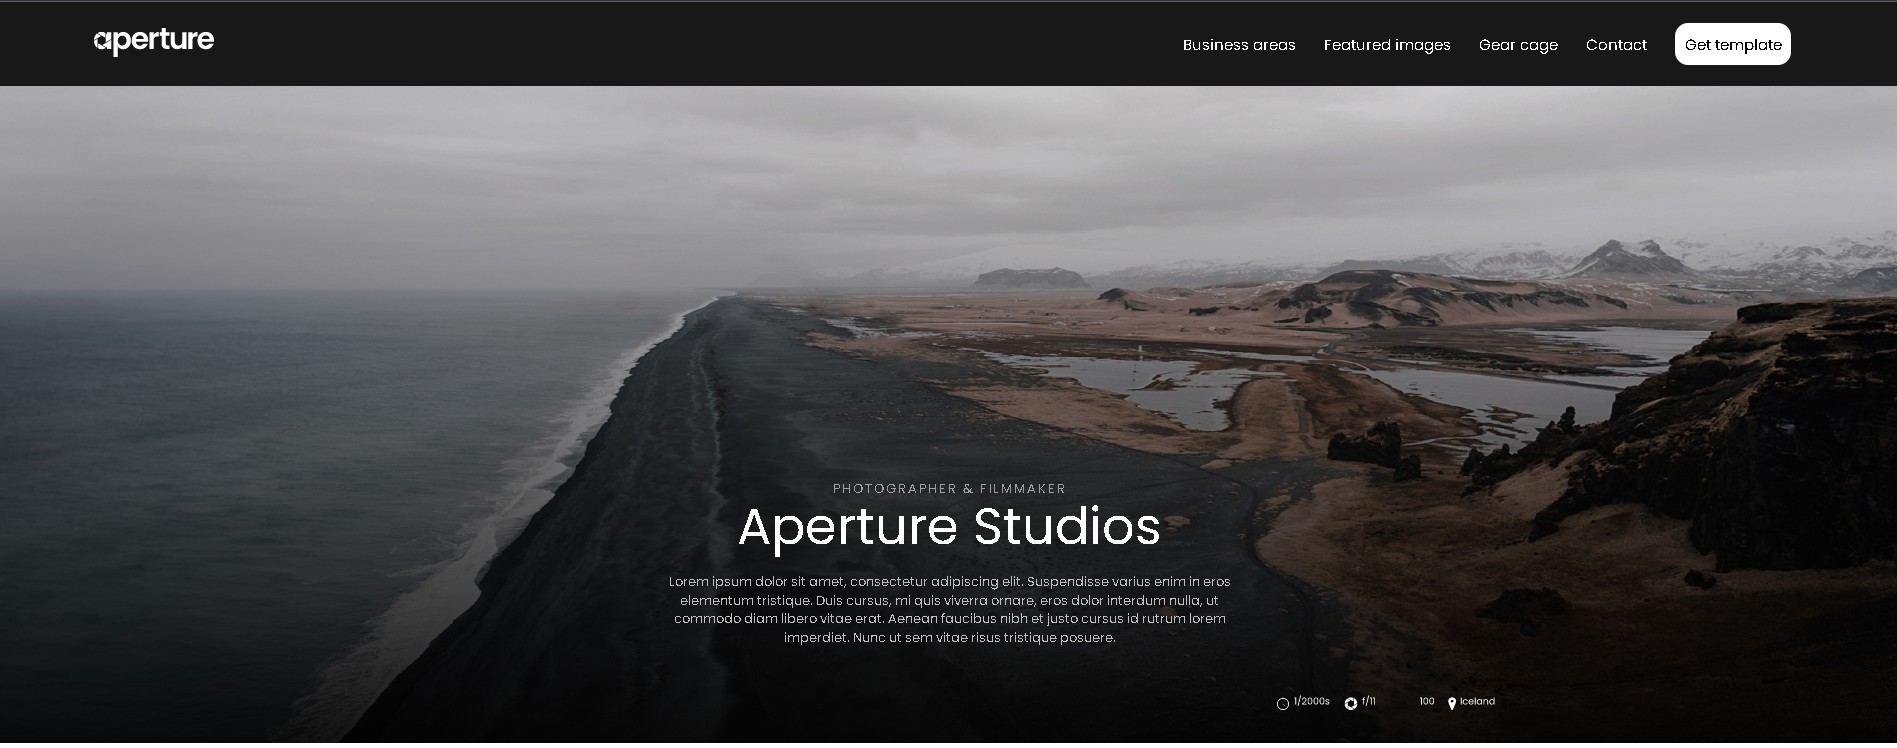 aperture
Business areas Featured images Gear cage Contact Get template
PHOTOGRAPHER & FILMMAKER
Aperture Studios
Lorem ipsum dolor sit amet, consectetur adipiscing elit. Suspendisse varius enim in eros
elementum tristique. Duis cursus, mi quis viverra ornare, eros dolor interdum nulla, ut
commodo diam libero vitae erat. Aenean faucibus nibh et justo cursus id rutrum lorem
imperdiet. Nunc ut sem vitae risus tristique posuere.
1/2000s f/11 100 Iceland